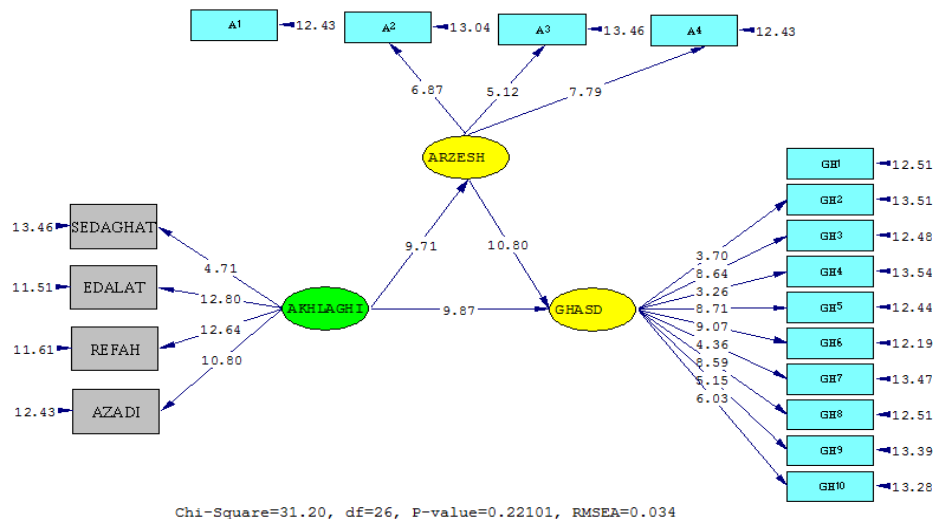 A1 12.43 A2 13.04 A3 13.46 A4 12.43
6.87 5.12 7.79
ARZESH
GH1 12.51
GH2 13.51
13.46 SEDAGHAT
GH3 12.48
9.71 10.80 3.70
4.71 8.64
GH4 13.54
11.51 EDALAT 3.26
12.80 AKHLAGHI 9.87 GHASD 8.71 GH5 12.44
12.64 9.07
11.61 REFAH GH6 12.19
10.80 4.36
8.59 GH7 13.47
5.15
12.43 AZADI 6.03 GH8 12.51
GH9 13.39
GH10 13.28
Chi-Square=31.20, df=26, P-value=0.22101, RMSEA=0.034